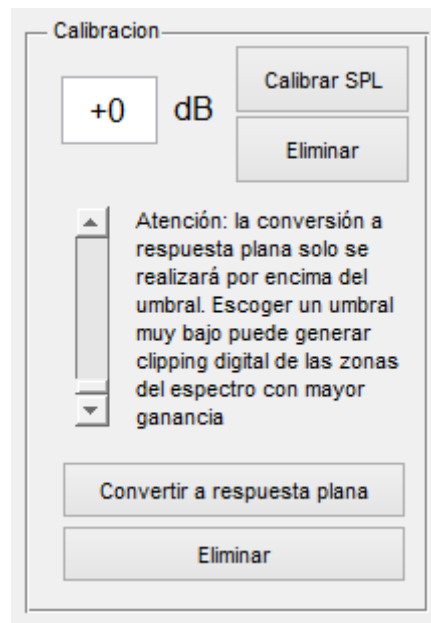 Calibracion
+0 dB
Calibrar SPL
Eliminar
Atención: la conversión a
respuesta plana solo se
realizará por encima del
umbral. Escoger un umbral
muy bajo puede generar
clipping digital de las zonas
del espectro con mayor
ganancia
Convertir a respuesta plana
Eliminar